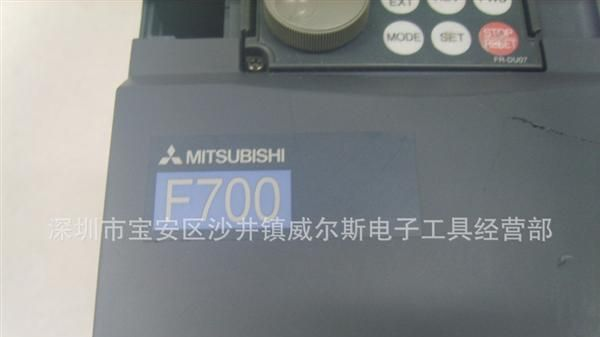 EXT
MODE
SET
STOP
RESET
FR-DU07
MITSUBISHI
F700
深圳市宝安区沙井镇威尔斯电子工具经营部